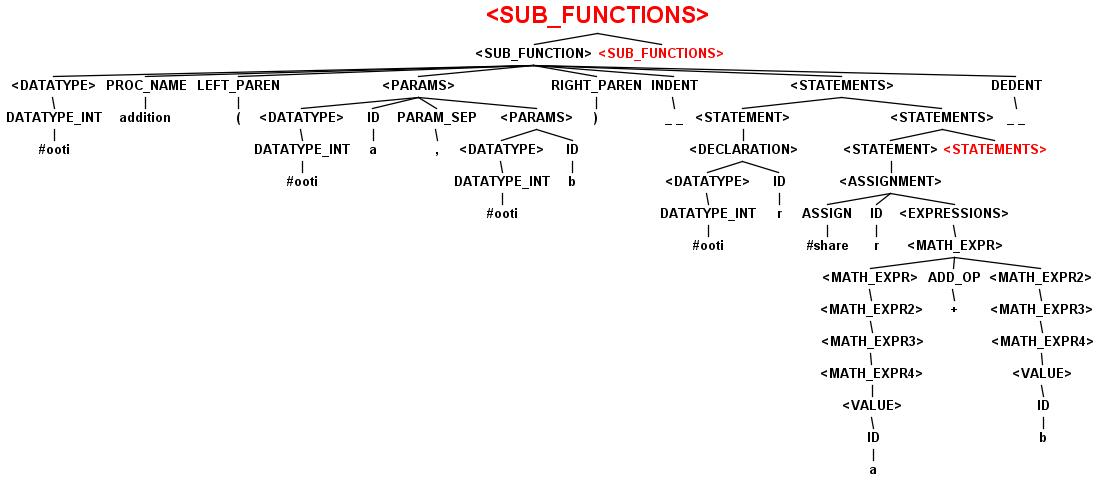 <SUB_FUNCTIONS>
<SUB_FUNCTION> <SUB_FUNCTIONS>
<DATATYPE> PROC_NAME LEFT_PAREN <PARAMS> RIGHT_PAREN INDENT <STATEMENTS> DEDENT
DATATYPE_INT addition ( <DATATYPE> ID PARAM_SEP <PARAMS> ) _ _ <STATEMENT> <STATEMENTS> _ _
#ooti DATATYPE_INT a , <DATATYPE> ID <DECLARATION> <STATEMENT> <STATEMENTS>
#ooti DATATYPE_INT b <DATATYPE> ID <ASSIGNMENT>
#ooti DATATYPE_INT r ASSIGN ID <EXPRESSIONS>
#ooti #share r <MATH_EXPR>
<MATH_EXPR> ADD_OP <MATH_EXPR2>
<MATH_EXPR2> + <MATH_EXPR3>
<MATH_EXPR3> <MATH_EXPR4>
<MATH_EXPR4> <VALUE>
<VALUE> ID
ID b
a